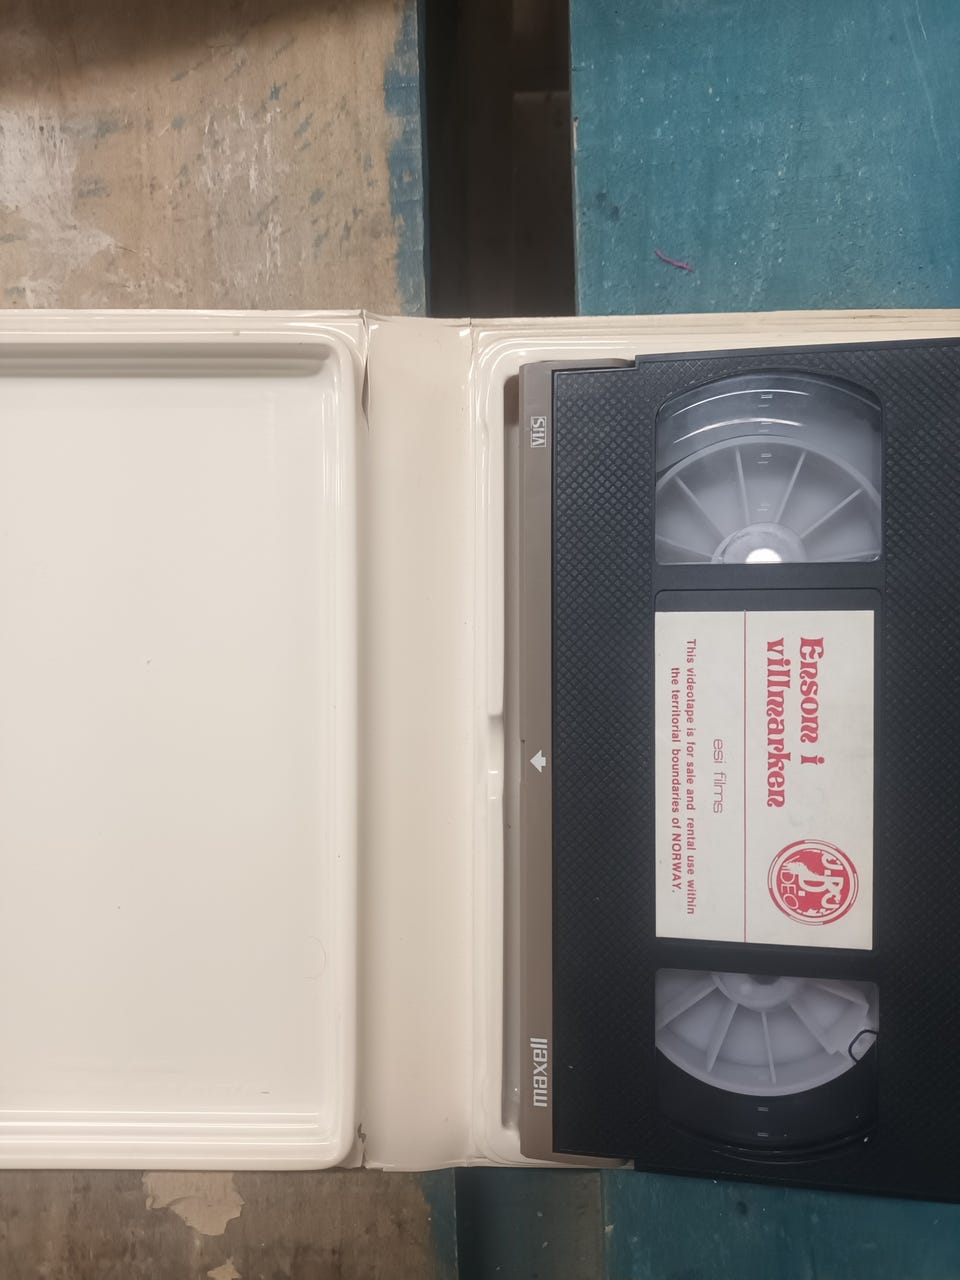 VHS
maxell
Ensom i
villmarken
esi films
This videotape is for sale and rental use within
the territorial boundaries of NORWAY.